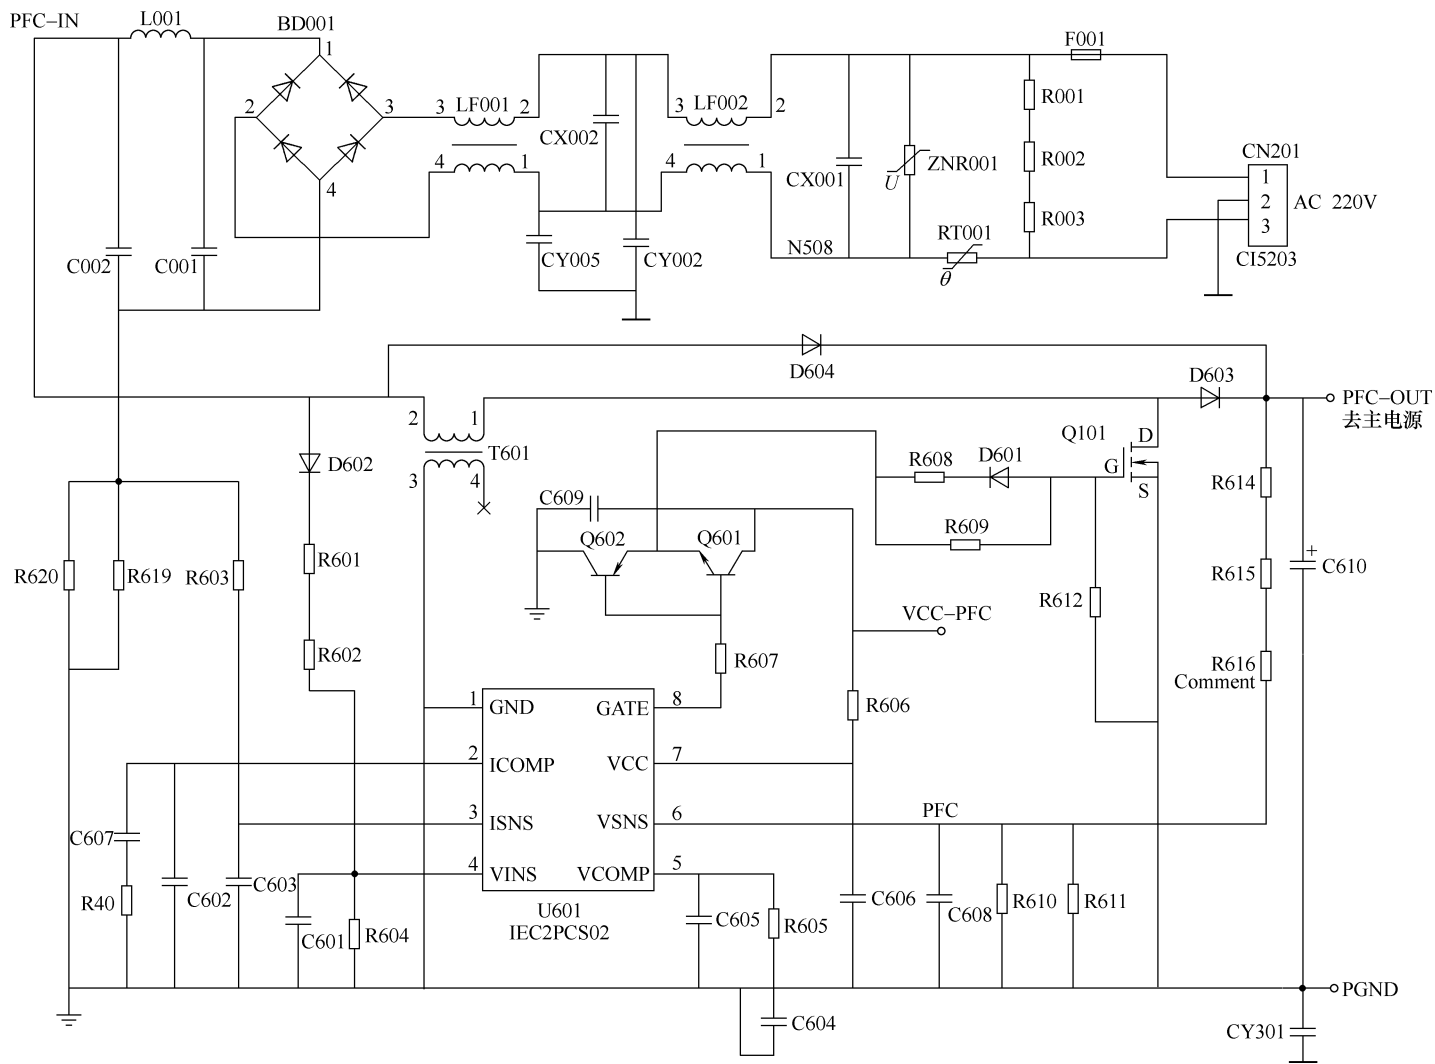 PFC-IN
L001
BD001
F001
1
2
3
4
3
LF001
2
4
1
CX002
3
LF002
2
4
1
CX001
U
ZNR001
R001
R002
R003
CN201
1
2
3
AC 220V
CI5203
C002
C001
CY005
CY002
N508
RT001
θ
D604
D603
PFC-OUT
去主电源
2
1
T601
3
4
Q101
D
G
S
D602
R608
D601
R609
R614
C609
Q602
Q601
R620
R619
R603
R601
R612
R615
+
C610
VCC-PFC
R602
R607
R616
Comment
R606
1
GND
GATE
8
2
ICOMP
VCC
7
3
ISNS
VSNS
6
PFC
4
VINS
VCOMP
5
C607
R40
C602
C603
C601
R604
U601
IEC2PCS02
C605
R605
C606
C608
R610
R611
C604
PGND
CY301